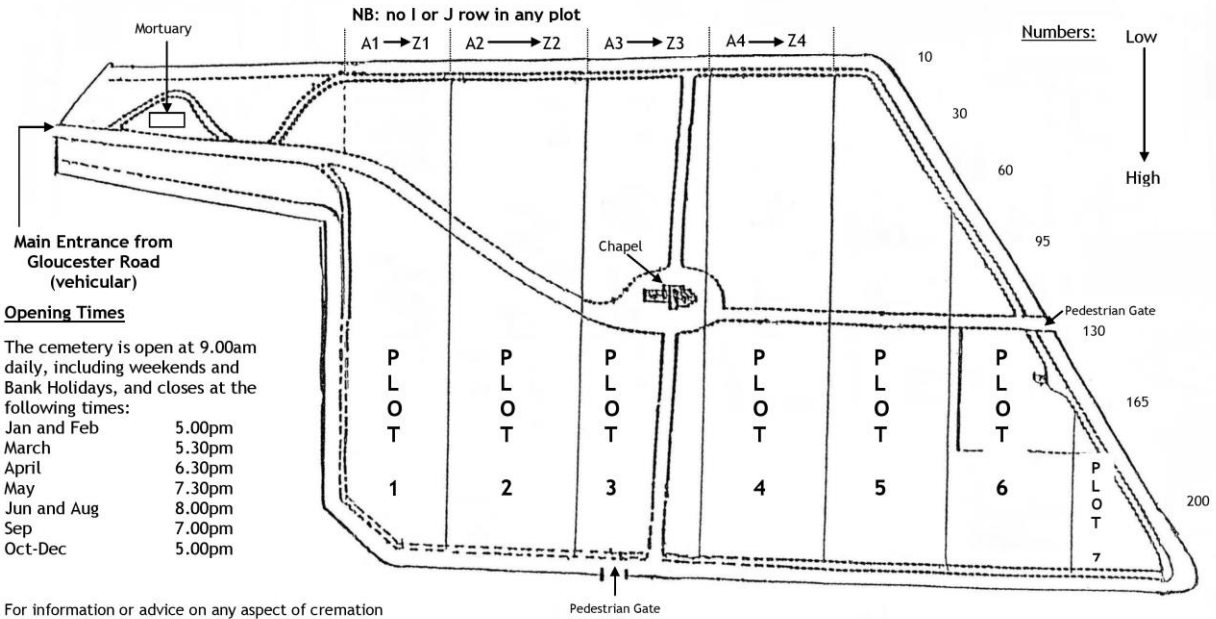 NB: no I or J row in any plot
Mortuary
A1 → Z1
A2 → Z2
A3 → Z3
A4 → Z4
Numbers:
Low
High
10
30
60
95
130
165
200
Main Entrance from
Gloucester Road
(vehicular)
Chapel
Pedestrian Gate
Opening Times
The cemetery is open at 9.00am
daily, including weekends and
Bank Holidays, and closes at the
following times:
Jan and Feb 5.00pm
March 5.30pm
April 6.30pm
May 7.30pm
Jun and Aug 8.00pm
Sep 7.00pm
Oct-Dec 5.00pm
PLOT 1
PLOT 2
PLOT 3
PLOT 4
PLOT 5
PLOT 6
PLOT 7
Pedestrian Gate
For information or advice on any aspect of cremation